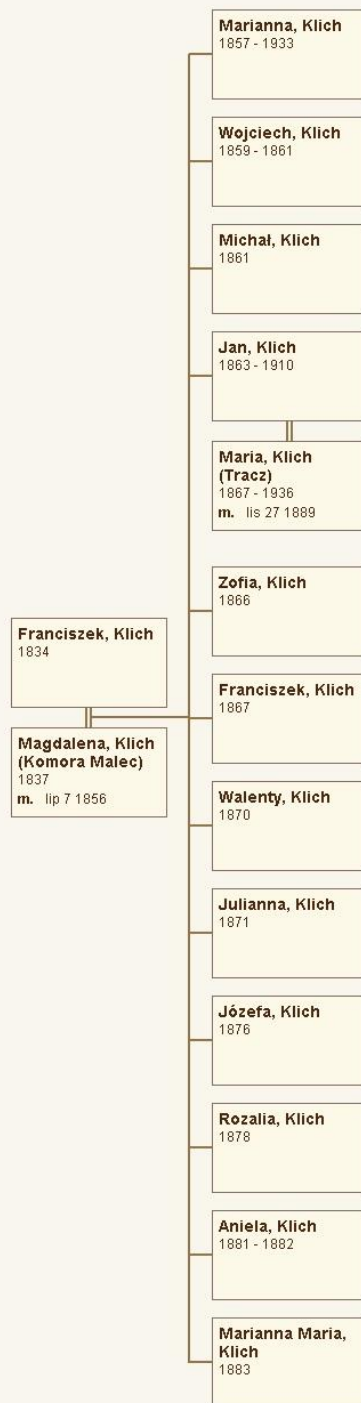 Franciszek, Klich
1834
Magdalena, Klich
(Komora Malec)
1837
m. lip 7 1856
Marianna, Klich
1857 - 1933
Wojciech, Klich
1859 - 1861
Michał, Klich
1861
Jan, Klich
1863 - 1910
Maria, Klich
(Tracz)
1867 - 1936
m. lis 27 1889
Zofia, Klich
1866
Franciszek, Klich
1867
Walenty, Klich
1870
Julianna, Klich
1871
Józefa, Klich
1876
Rozalia, Klich
1878
Aniela, Klich
1881 - 1882
Marianna Maria,
Klich
1883